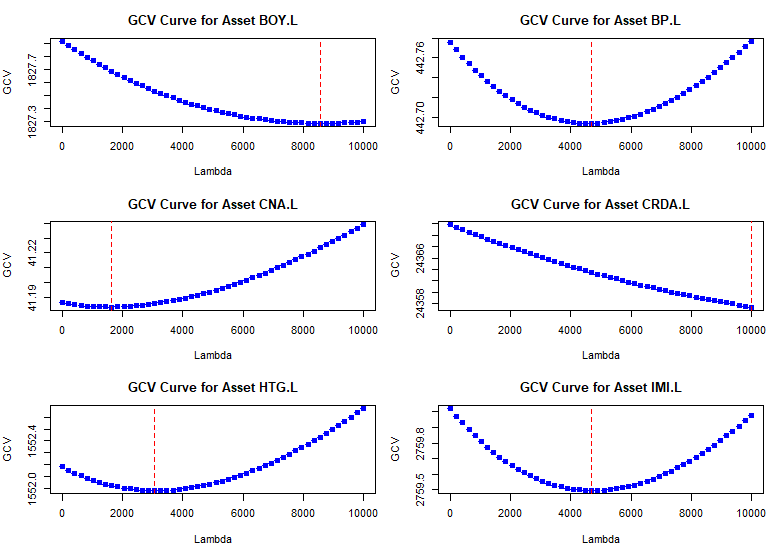 GCV Curve for Asset BOY.L
GCV
1827.7
1827.3
0 2000 4000 6000 8000 10000
Lambda
GCV Curve for Asset BP.L
GCV
442.76
442.70
0 2000 4000 6000 8000 10000
Lambda
GCV Curve for Asset CNA.L
GCV
41.22
41.19
0 2000 4000 6000 8000 10000
Lambda
GCV Curve for Asset CRDA.L
GCV
24366
24358
0 2000 4000 6000 8000 10000
Lambda
GCV Curve for Asset HTG.L
GCV
1552.4
1552.0
0 2000 4000 6000 8000 10000
Lambda
GCV Curve for Asset IMI.L
GCV
2759.8
2759.5
0 2000 4000 6000 8000 10000
Lambda